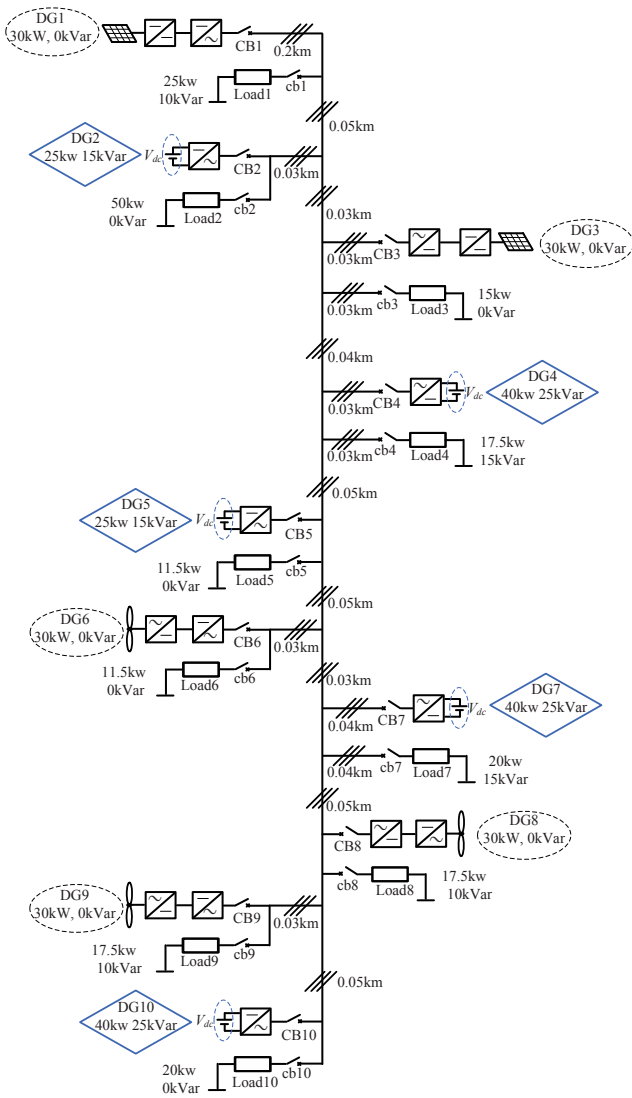 DG1
30kW, 0kVar
CB1
0.2km
25kw
10kVar
Load1
cb1
0.05km
DG2
25kw 15kVar
Vdc
CB2
0.03km
50kw
0kVar
Load2
cb2
0.03km
0.03km
CB3
DG3
30kW, 0kVar
0.03km
cb3
Load3
15kw
0kVar
0.04km
0.03km
CB4
Vdc
DG4
40kw 25kVar
0.03km
cb4
Load4
17.5kw
15kVar
0.05km
DG5
25kw 15kVar
Vdc
CB5
11.5kw
0kVar
Load5
cb5
0.05km
DG6
30kW, 0kVar
CB6
0.03km
11.5kw
0kVar
Load6
cb6
0.03km
0.04km
CB7
Vdc
DG7
40kw 25kVar
0.04km
cb7
Load7
20kw
15kVar
0.05km
CB8
DG8
30kW, 0kVar
cb8
Load8
17.5kw
10kVar
DG9
30kW, 0kVar
CB9
0.03km
17.5kw
10kVar
Load9
cb9
0.05km
DG10
40kw 25kVar
Vdc
CB10
20kw
0kVar
Load10
cb10